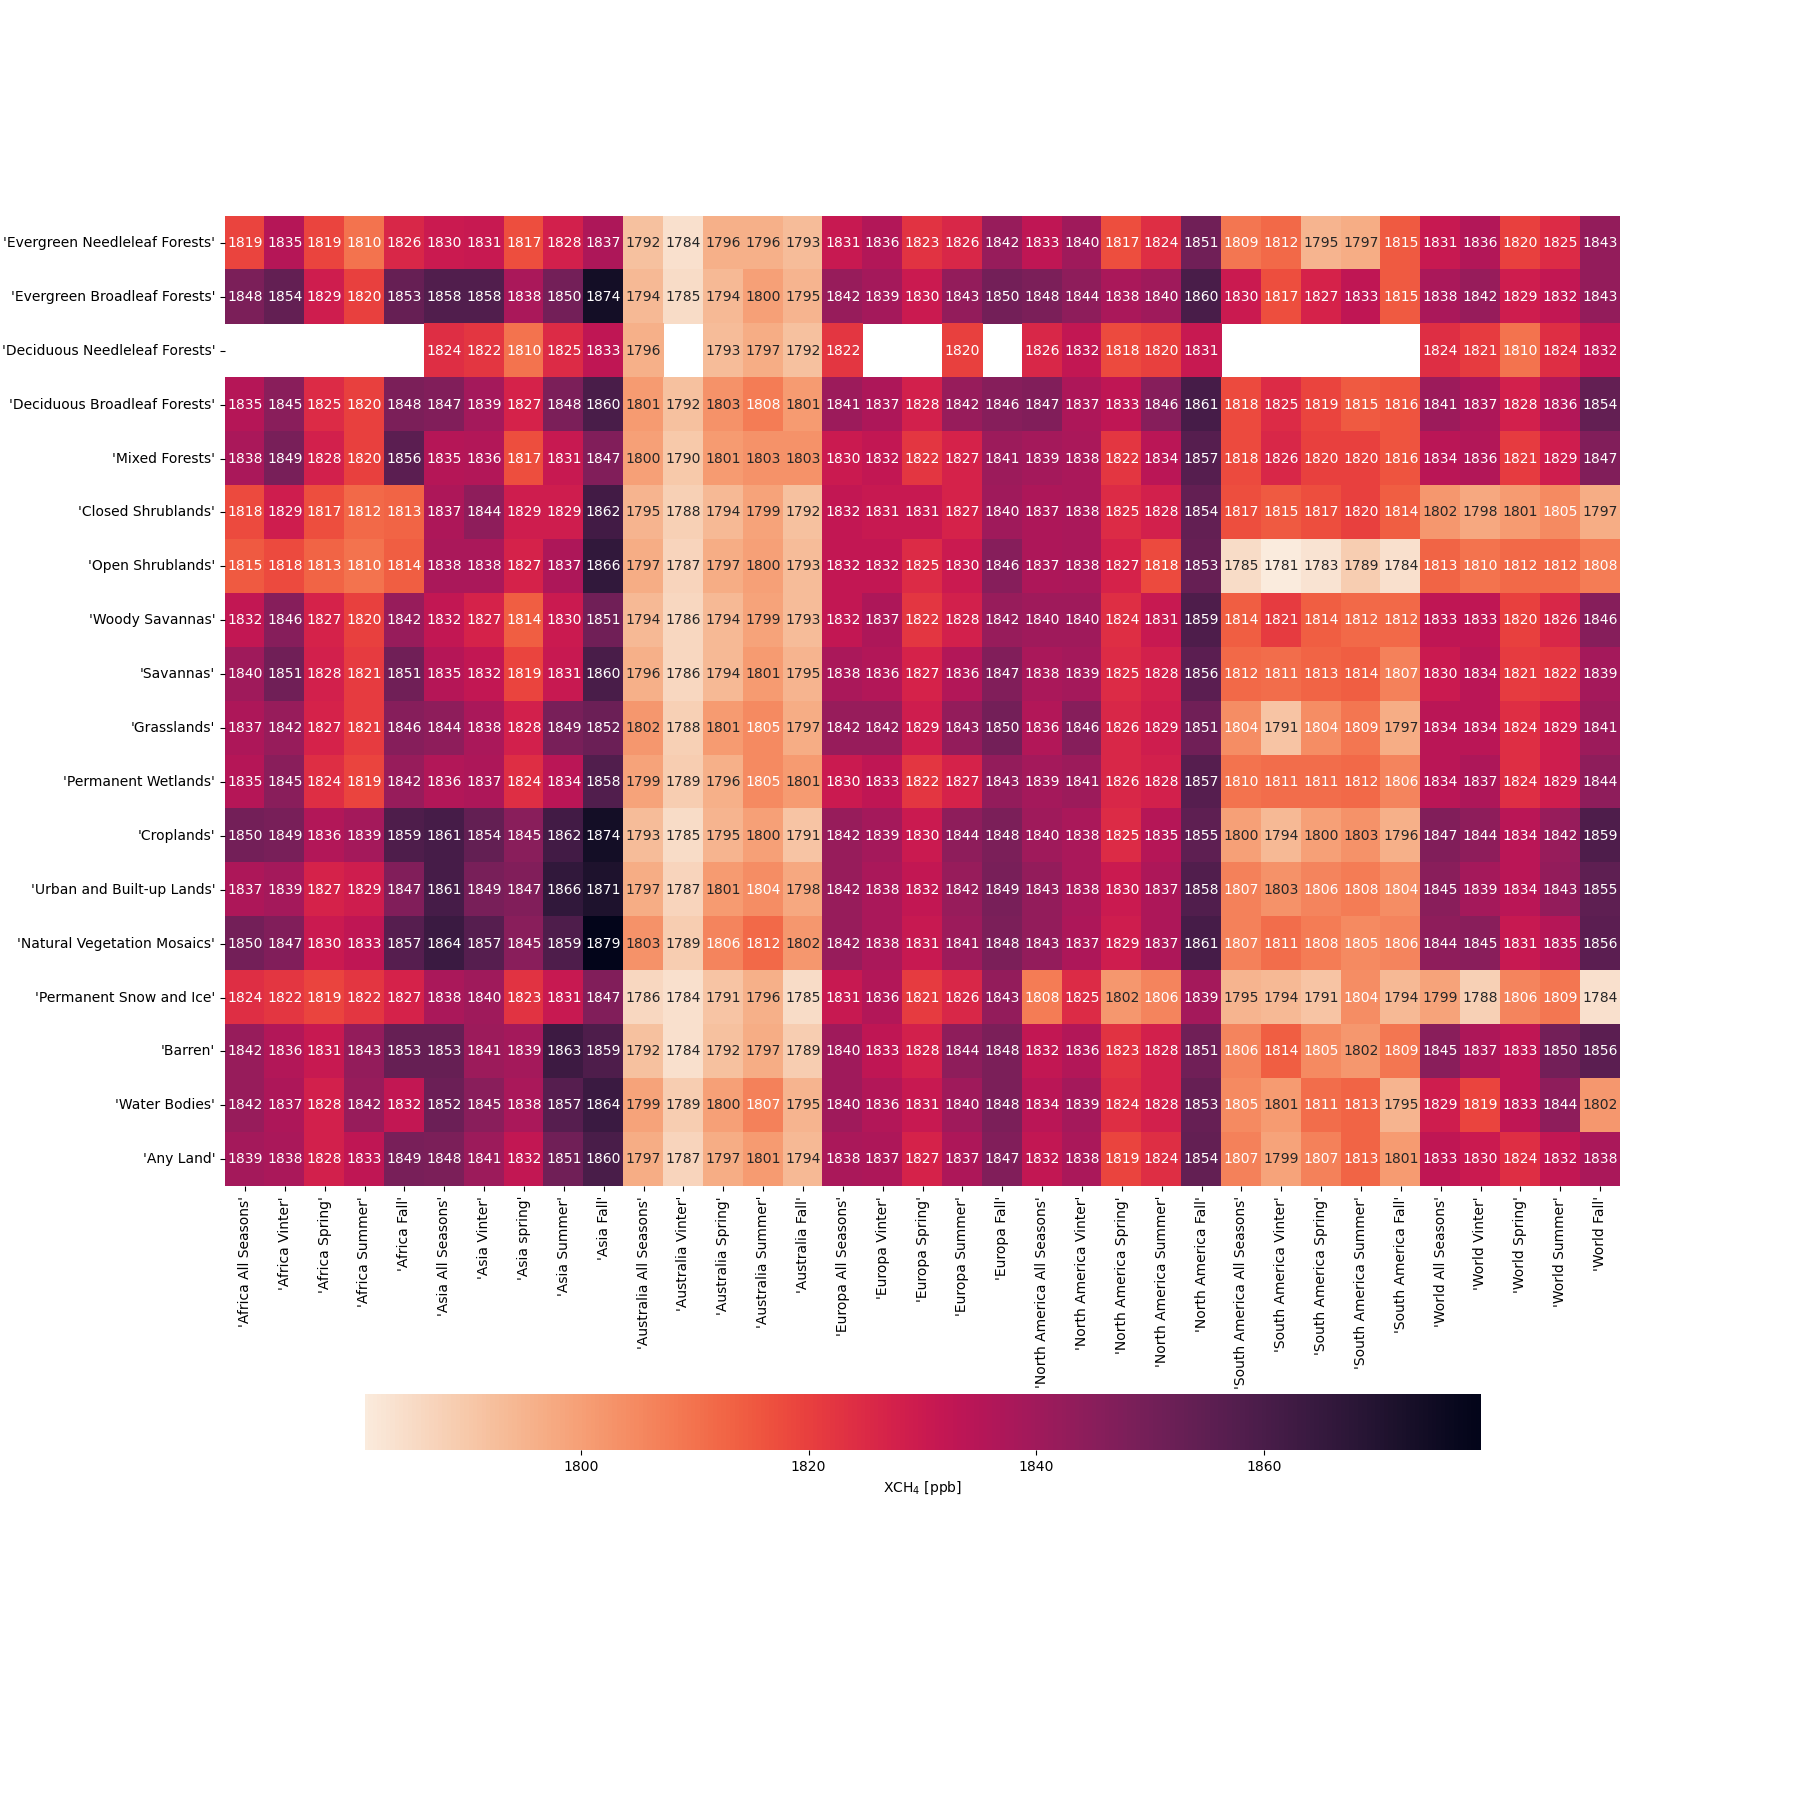 'Evergreen Needleleaf Forests' 1819 1835 1819 1810 1826 1830 1831 1817 1828 1837 1792 1784 1796 1796 1793 1831 1836 1823 1826 1842 1833 1840 1817 1824 1851 1809 1812 1795 1797 1815 1831 1836 1820 1825 1843
'Evergreen Broadleaf Forests' 1848 1854 1829 1820 1853 1858 1858 1838 1850 1874 1794 1785 1794 1800 1795 1842 1839 1830 1843 1850 1848 1844 1838 1840 1860 1830 1817 1827 1833 1815 1838 1842 1829 1832 1843
'Deciduous Needleleaf Forests' 1824 1822 1810 1825 1833 1796 1793 1797 1792 1822 1820 1826 1832 1818 1820 1831 1824 1821 1810 1824 1832
'Deciduous Broadleaf Forests' 1835 1845 1825 1820 1848 1847 1839 1827 1848 1860 1801 1792 1803 1808 1801 1841 1837 1828 1842 1846 1847 1837 1833 1846 1861 1818 1825 1819 1815 1816 1841 1837 1828 1836 1854
'Mixed Forests' 1838 1849 1828 1820 1856 1835 1836 1817 1831 1847 1800 1790 1801 1803 1803 1830 1832 1822 1827 1841 1839 1838 1822 1834 1857 1818 1826 1820 1820 1816 1834 1836 1821 1829 1847
'Closed Shrublands' 1818 1829 1817 1812 1813 1837 1844 1829 1829 1862 1795 1788 1794 1799 1792 1832 1831 1831 1827 1840 1837 1838 1825 1828 1854 1817 1815 1817 1820 1814 1802 1798 1801 1805 1797
'Open Shrublands' 1815 1818 1813 1810 1814 1838 1838 1827 1837 1866 1797 1787 1797 1800 1793 1832 1832 1825 1830 1846 1837 1838 1827 1818 1853 1785 1781 1783 1789 1784 1813 1810 1812 1812 1808
'Woody Savannas' 1832 1846 1827 1820 1842 1832 1827 1814 1830 1851 1794 1786 1794 1799 1793 1832 1837 1822 1828 1842 1840 1840 1824 1831 1859 1814 1821 1814 1812 1812 1833 1833 1820 1826 1846
'Savannas' 1840 1851 1828 1821 1851 1835 1832 1819 1831 1860 1796 1786 1794 1801 1795 1838 1836 1827 1836 1847 1838 1839 1825 1828 1856 1812 1811 1813 1814 1807 1830 1834 1821 1822 1839
'Grasslands' 1837 1842 1827 1821 1846 1844 1838 1828 1849 1852 1802 1788 1801 1805 1797 1842 1842 1829 1843 1850 1836 1846 1826 1829 1851 1804 1791 1804 1809 1797 1834 1834 1824 1829 1841
'Permanent Wetlands' 1835 1845 1824 1819 1842 1836 1837 1824 1834 1858 1799 1789 1796 1805 1801 1830 1833 1822 1827 1843 1839 1841 1826 1828 1857 1810 1811 1811 1812 1806 1834 1837 1824 1829 1844
'Croplands' 1850 1849 1836 1839 1859 1861 1854 1845 1862 1874 1793 1785 1795 1800 1791 1842 1839 1830 1844 1848 1840 1838 1825 1835 1855 1800 1794 1800 1803 1796 1847 1844 1834 1842 1859
'Urban and Built-up Lands' 1837 1839 1827 1829 1847 1861 1849 1847 1866 1871 1797 1787 1801 1804 1798 1842 1838 1832 1842 1849 1843 1838 1830 1837 1858 1807 1803 1806 1808 1804 1845 1839 1834 1843 1855
'Natural Vegetation Mosaics' 1850 1847 1830 1833 1857 1864 1857 1845 1859 1879 1803 1789 1806 1812 1802 1842 1838 1831 1841 1848 1843 1837 1829 1837 1861 1807 1811 1808 1805 1806 1844 1845 1831 1835 1856
'Permanent Snow and Ice' 1824 1822 1819 1822 1827 1838 1840 1823 1831 1847 1786 1784 1791 1796 1785 1831 1836 1821 1826 1843 1808 1825 1802 1806 1839 1795 1794 1791 1804 1794 1799 1788 1806 1809 1784
'Barren' 1842 1836 1831 1843 1853 1853 1841 1839 1863 1859 1792 1784 1792 1797 1789 1840 1833 1828 1844 1848 1832 1836 1823 1828 1851 1806 1814 1805 1802 1809 1845 1837 1833 1850 1856
'Water Bodies' 1842 1837 1828 1842 1832 1852 1845 1838 1857 1864 1799 1789 1800 1807 1795 1840 1836 1831 1840 1848 1834 1839 1824 1828 1853 1805 1801 1811 1813 1795 1829 1819 1833 1844 1802
'Any Land' 1839 1838 1828 1833 1849 1848 1841 1832 1851 1860 1797 1787 1797 1801 1794 1838 1837 1827 1837 1847 1832 1838 1819 1824 1854 1807 1799 1807 1813 1801 1833 1830 1824 1832 1838
'Africa All Seasons'
'Africa Vinter'
'Africa Spring'
'Africa Summer'
'Africa Fall'
'Asia All Seasons'
'Asia Vinter'
'Asia spring'
'Asia Summer'
'Asia Fall'
'Australia All Seasons'
'Australia Vinter'
'Australia Spring'
'Australia Summer'
'Australia Fall'
'Europa All Seasons'
'Europa Vinter'
'Europa Spring'
'Europa Summer'
'Europa Fall'
'North America All Seasons'
'North America Vinter'
'North America Spring'
'North America Summer'
'North America Fall'
'South America All Seasons'
'South America Vinter'
'South America Spring'
'South America Summer'
'South America Fall'
'World All Seasons'
'World Vinter'
'World Spring'
'World Summer'
'World Fall'
1800 1820 1840 1860
XCH₄ [ppb]